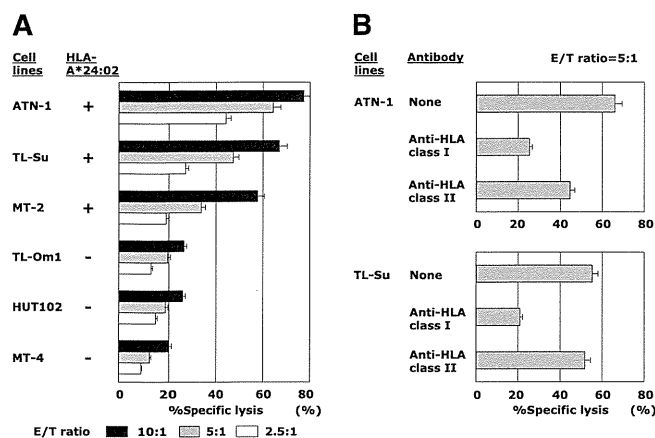 A
Cell lines
HLA-A*24:02
ATN-1 +
TL-Su +
MT-2 +
TL-Om1 -
HUT102 -
MT-4 -
0 20 40 60 80
%Specific lysis (%)
E/T ratio 10:1 5:1 2.5:1
B
Cell lines
Antibody
E/T ratio=5:1
ATN-1 None
Anti-HLA class I
Anti-HLA class II
0 20 40 60 80
TL-Su None
Anti-HLA class I
Anti-HLA class II
0 20 40 60 80
%Specific lysis (%)